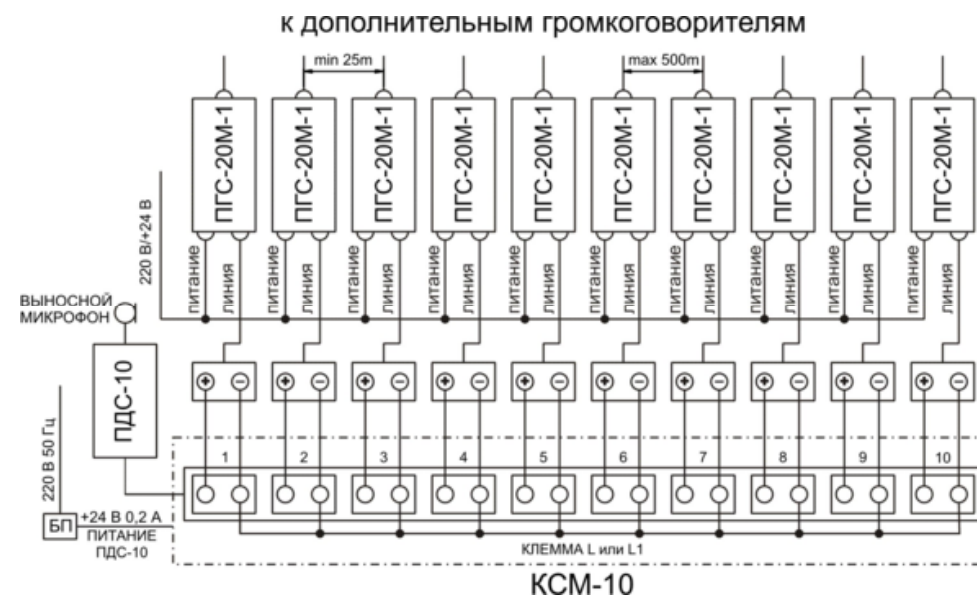 к дополнительным громкоговорителям
min 25m
max 500m
ПГС-20М-1
ПГС-20М-1
ПГС-20М-1
ПГС-20М-1
ПГС-20М-1
ПГС-20М-1
ПГС-20М-1
ПГС-20М-1
ПГС-20М-1
ПГС-20М-1
220 В/+24 В
питание
линия
питание
линия
питание
линия
питание
линия
питание
линия
питание
линия
питание
линия
питание
линия
питание
линия
питание
линия
ВЫНОСНОЙ
МИКРОФОН
ПДС-10
+ − + − + − + − + − + − + − + − + − + −
220 В 50 Гц
1 2 3 4 5 6 7 8 9 10
БП
+24 В 0,2 А
ПИТАНИЕ
ПДС-10
КЛЕММА L или L1
КСМ-10